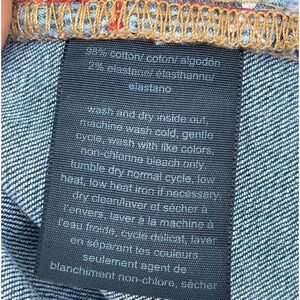 98% cotton/ coton/ algodón
2% elastene/ élasthanne/
elastano
wash and dry inside out,
machine wash cold, gentle
cycle, wash with like colors
non-chlorine bleach only
tumble dry normal cycle, low
heat, low heat iron if necessary,
dry clean/laver et sécher à
l'envers, laver à la machine à
l'eau froide, cycle délicat, laver
en séparant les couleurs
seulement agent de
blanchiment non-chlore, sécher